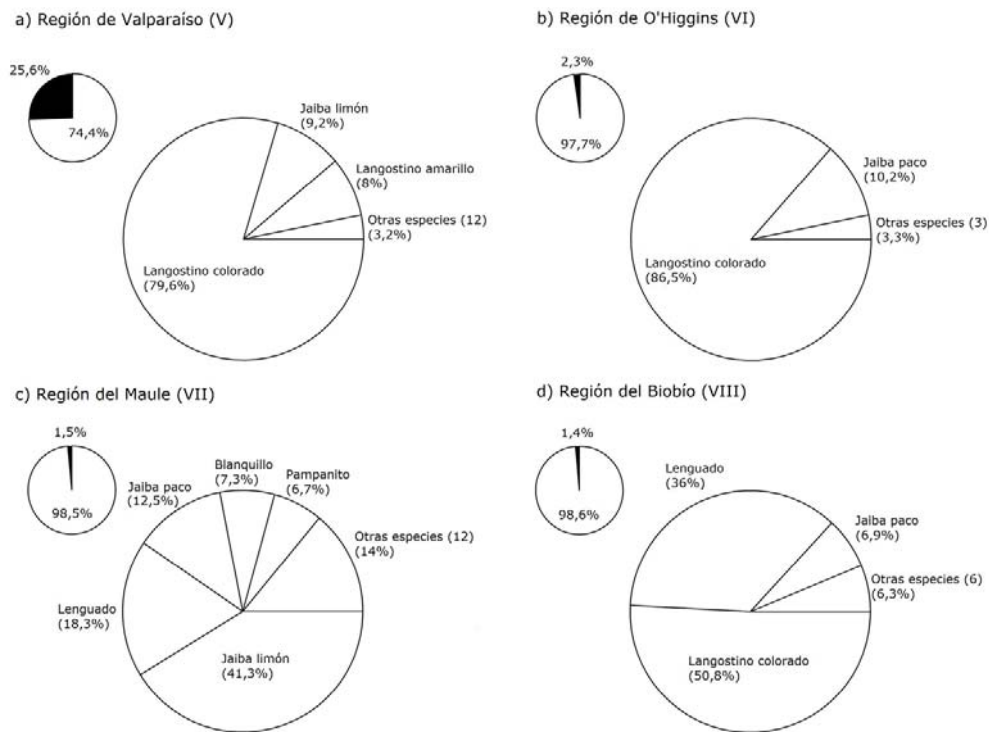 a) Región de Valparaíso (V)
25,6%
74,4%
Jaiba limón
(9,2%)
Langostino amarillo
(8%)
Otras especies (12)
(3,2%)
Langostino colorado
(79,6%)
b) Región de O'Higgins (VI)
2,3%
97,7%
Jaiba paco
(10,2%)
Otras especies (3)
(3,3%)
Langostino colorado
(86,5%)
c) Región del Maule (VII)
1,5%
98,5%
Blanquillo
(7,3%)
Pampanito
(6,7%)
Jaiba paco
(12,5%)
Otras especies (12)
(14%)
Lenguado
(18,3%)
Jaiba limón
(41,3%)
d) Región del Biobío (VIII)
1,4%
98,6%
Lenguado
(36%)
Jaiba paco
(6,9%)
Otras especies (6)
(6,3%)
Langostino colorado
(50,8%)